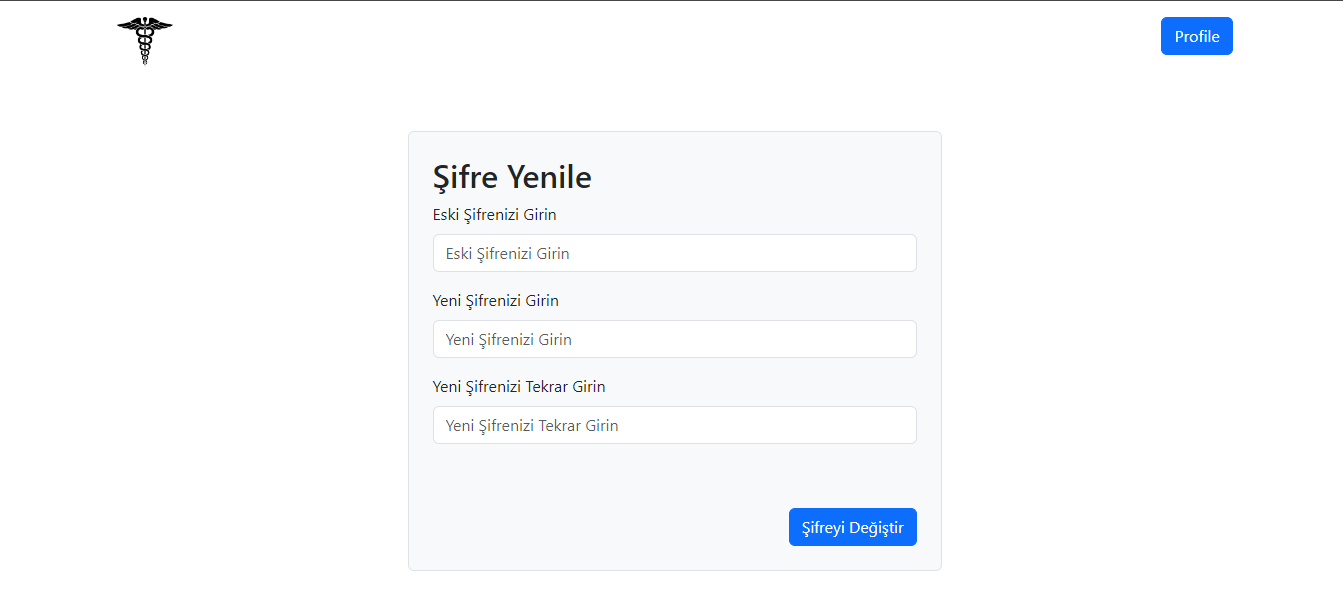 Profile
Şifre Yenile
Eski Şifrenizi Girin
Eski Şifrenizi Girin
Yeni Şifrenizi Girin
Yeni Şifrenizi Girin
Yeni Şifrenizi Tekrar Girin
Yeni Şifrenizi Tekrar Girin
Şifreyi Değiştir